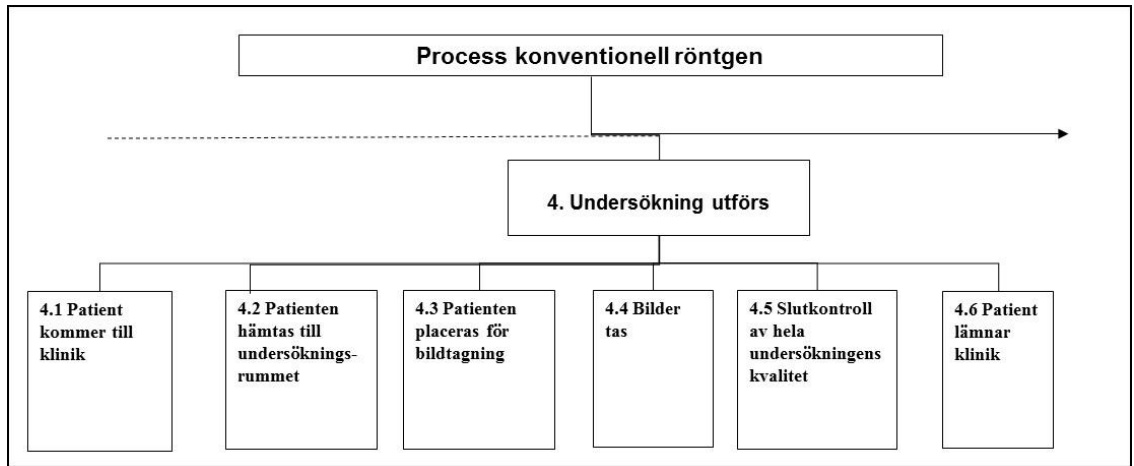 Process konventionell röntgen
4. Undersökning utförs
4.1 Patient
kommer till
klinik
4.2 Patienten
hämtas till
undersöknings-
rummet
4.3 Patienten
placeras för
bildtagning
4.4 Bilder
tas
4.5 Slutkontroll
av hela
undersökningens
kvalitet
4.6 Patient
lämnar
klinik